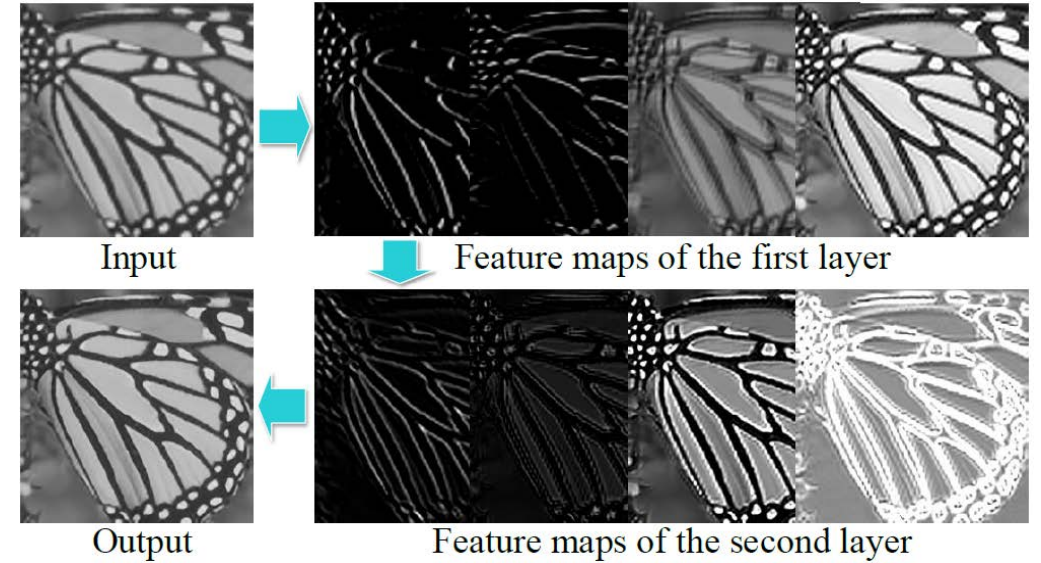 Input
Feature maps of the first layer
Output
Feature maps of the second layer